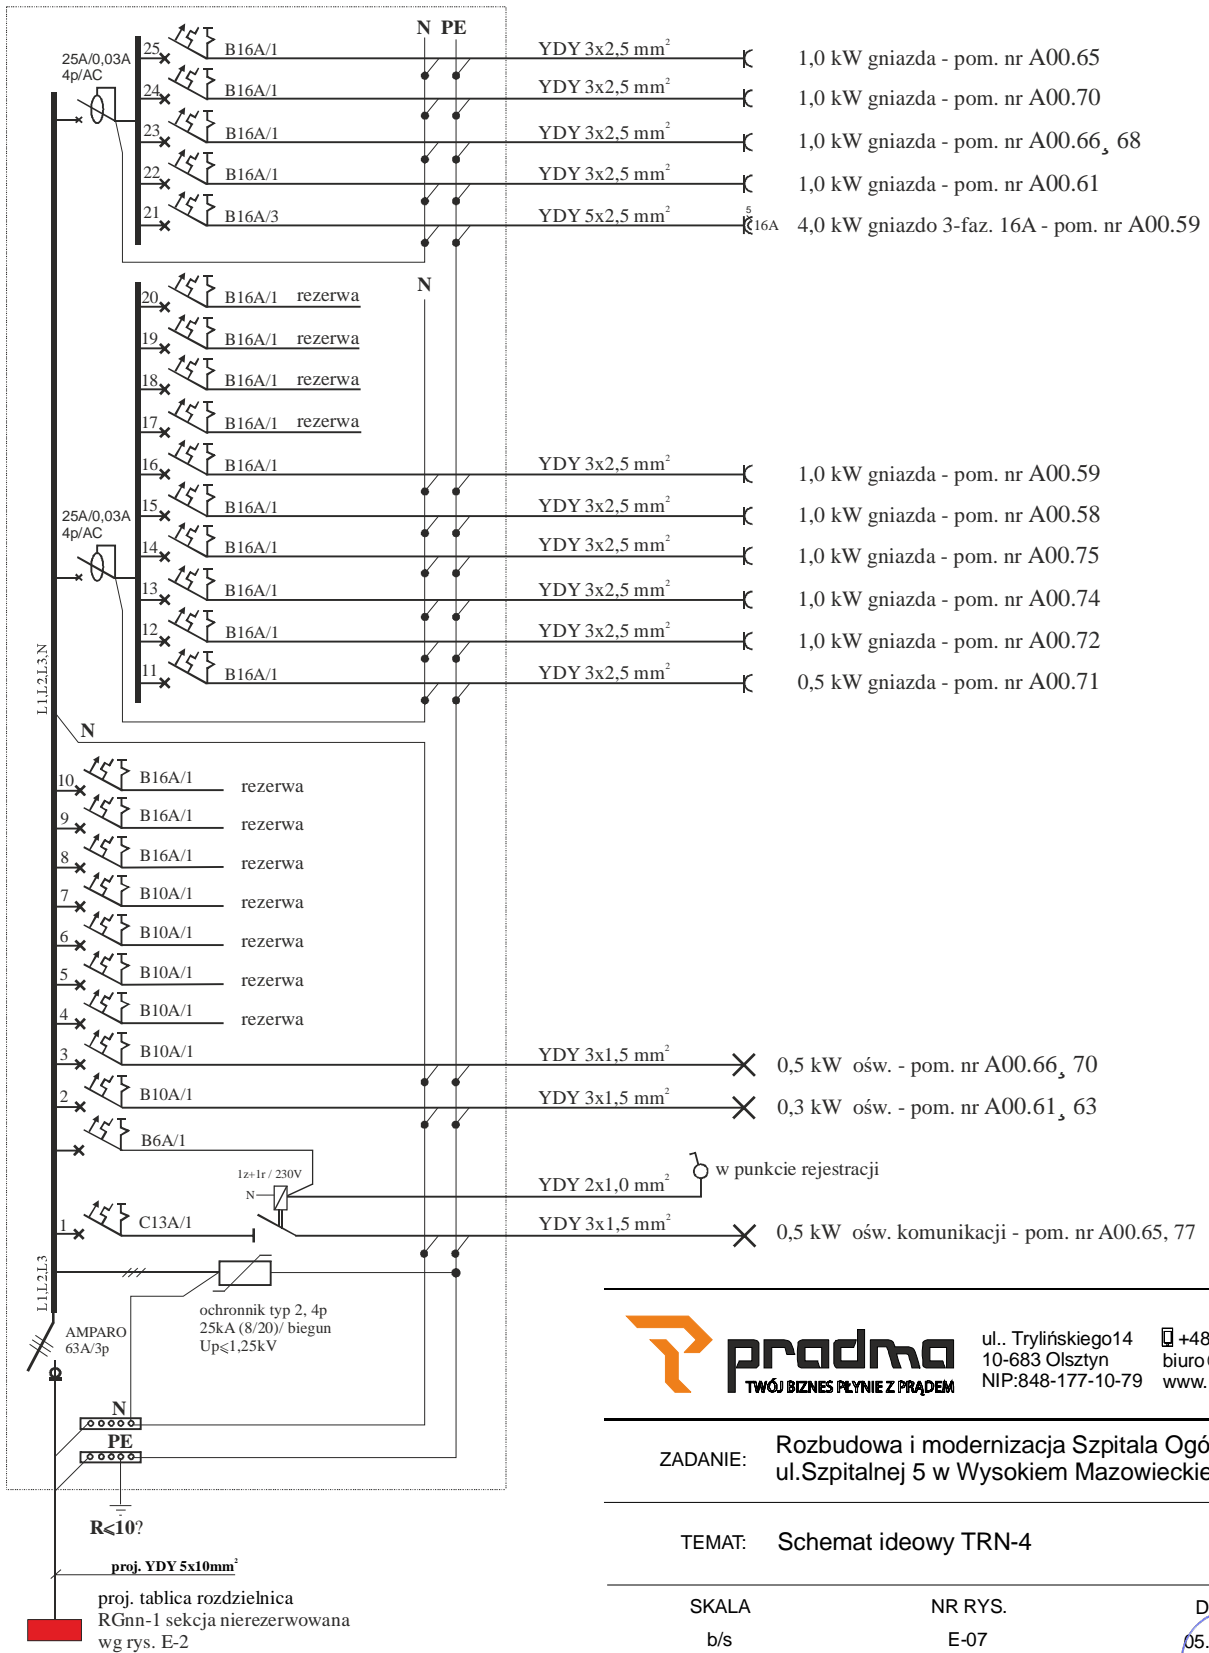 N PE
25A/0,03A
4p/AC
25 B16A/1 YDY 3x2,5 mm² 1,0 kW gniazda - pom. nr A00.65
24 B16A/1 YDY 3x2,5 mm² 1,0 kW gniazda - pom. nr A00.70
23 B16A/1 YDY 3x2,5 mm² 1,0 kW gniazda - pom. nr A00.66, 68
22 B16A/1 YDY 3x2,5 mm² 1,0 kW gniazda - pom. nr A00.61
21 B16A/3 YDY 5x2,5 mm² 5 16A 4,0 kW gniazdo 3-faz. 16A - pom. nr A00.59
N
20 B16A/1 rezerwa
19 B16A/1 rezerwa
18 B16A/1 rezerwa
17 B16A/1 rezerwa
16 B16A/1 YDY 3x2,5 mm² 1,0 kW gniazda - pom. nr A00.59
25A/0,03A
4p/AC
15 B16A/1 YDY 3x2,5 mm² 1,0 kW gniazda - pom. nr A00.58
14 B16A/1 YDY 3x2,5 mm² 1,0 kW gniazda - pom. nr A00.75
13 B16A/1 YDY 3x2,5 mm² 1,0 kW gniazda - pom. nr A00.74
12 B16A/1 YDY 3x2,5 mm² 1,0 kW gniazda - pom. nr A00.72
11 B16A/1 YDY 3x2,5 mm² 0,5 kW gniazda - pom. nr A00.71
L1,L2,L3,N
N
10 B16A/1 rezerwa
9 B16A/1 rezerwa
8 B16A/1 rezerwa
7 B10A/1 rezerwa
6 B10A/1 rezerwa
5 B10A/1 rezerwa
4 B10A/1 rezerwa
3 B10A/1 YDY 3x1,5 mm² 0,5 kW ośw. - pom. nr A00.66, 70
2 B10A/1 YDY 3x1,5 mm² 0,3 kW ośw. - pom. nr A00.61, 63
B6A/1
1z+1r / 230V
N
YDY 2x1,0 mm² w punkcie rejestracji
1 C13A/1 YDY 3x1,5 mm² 0,5 kW ośw. komunikacji - pom. nr A00.65, 77
L1,L2,L3
ochronnik typ 2, 4p
25kA (8/20)/ biegun
Up⩽1,25kV
AMPARO
63A/3p
N
PE
R⩽10?
proj. YDY 5x10mm²
proj. tablica rozdzielnica
RGnn-1 sekcja nierezerwowana
wg rys. E-2
pradma
TWÓJ BIZNES PŁYNIE Z PRĄDEM
ul.. Trylińskiego14
10-683 Olsztyn
NIP:848-177-10-79
+48
biuro@
www.
ZADANIE: Rozbudowa i modernizacja Szpitala Ogó
ul.Szpitalnej 5 w Wysokiem Mazowieckie
TEMAT: Schemat ideowy TRN-4
SKALA NR RYS. D
b/s E-07 05.